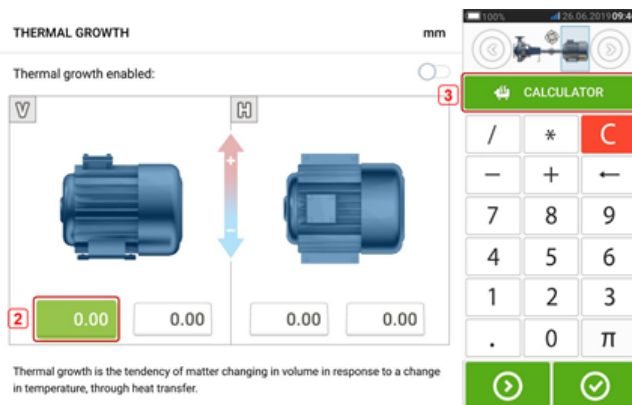 THERMAL GROWTH
mm
Thermal growth enabled:
V
H
+
-
2
0.00
0.00
0.00
0.00
Thermal growth is the tendency of matter changing in volume in response to a change
in temperature, through heat transfer.
100%
26.06.2019 09:4
3
CALCULATOR
/ * C
− + ←
7 8 9
4 5 6
1 2 3
. 0 π